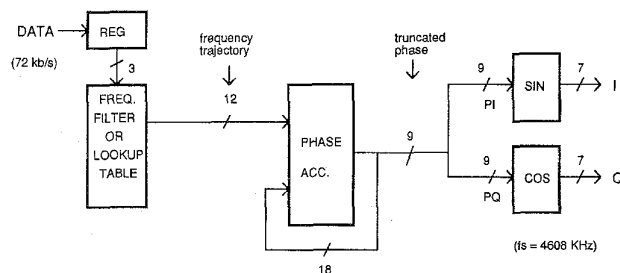 DATA
REG
(72 kb/s)
3
FREQ.
FILTER
OR
LOOKUP
TABLE
frequency
trajectory
12
PHASE
ACC.
18
truncated
phase
9
9
PI
SIN
7
I
9
PQ
COS
7
Q
(fs = 4608 KHz)